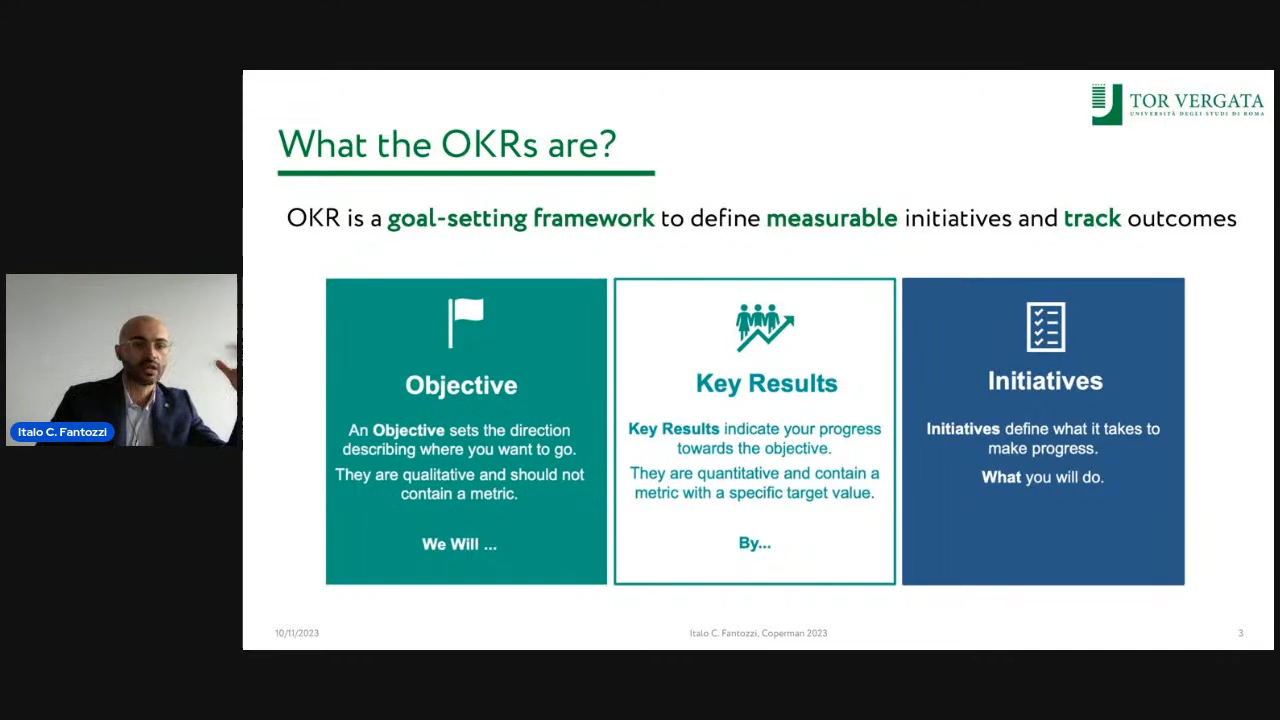 TOR VERGATA
UNIVERSITÀ DEGLI STUDI DI ROMA
What the OKRs are?
OKR is a goal-setting framework to define measurable initiatives and track outcomes
Objective
An Objective sets the direction
describing where you want to go.
They are qualitative and should not
contain a metric.
We Will ...
Key Results
Key Results indicate your progress
towards the objective.
They are quantitative and contain a
metric with a specific target value.
By...
Initiatives
Initiatives define what it takes to
make progress.
What you will do.
Italo C. Fantozzi
10/11/2023
Italo C. Fantozzi, Coperman 2023
3